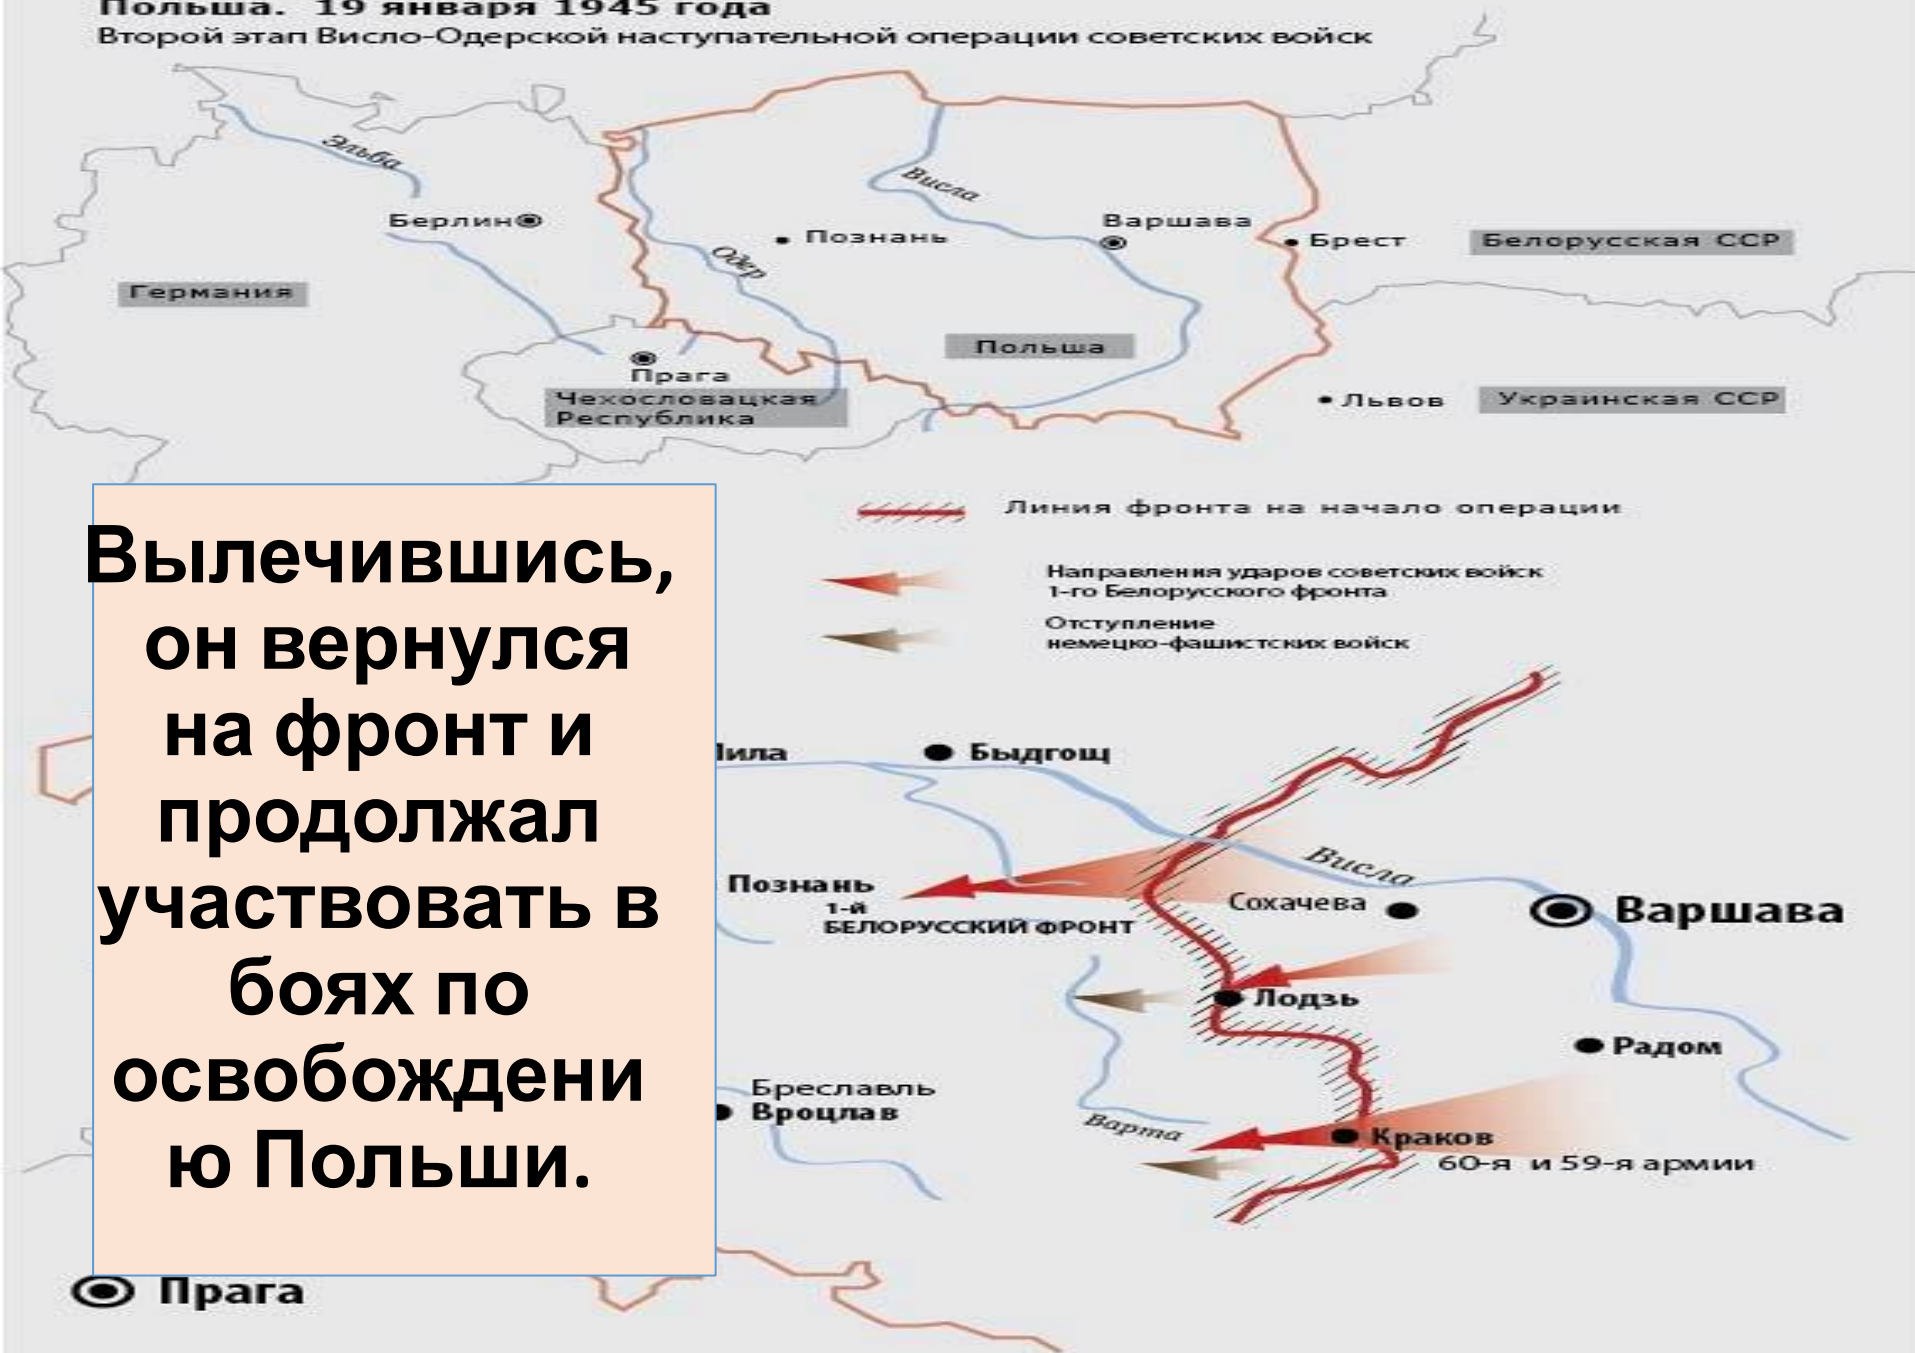 Польша. 19 января 1945 года
Второй этап Висло-Одерской наступательной операции советских войск
Эльба
Висла
Берлин
Варшава
Познань
Брест
Белорусская ССР
Одер
Германия
Польша
Прага
Чехословацкая
Республика
Львов
Украинская ССР
Линия фронта на начало операции
Направления ударов советских войск
1-го Белорусского фронта
Отступление
немецко-фашистских войск
Вылечившись,
он вернулся
на фронт и
продолжал
участвовать в
боях по
освобождени
ю Польши.
Быдгощ
Висла
Познань
1-й
БЕЛОРУССКИЙ ФРОНТ
Сохачева
Варшава
Лодзь
Радом
Бреславль
Вроцлав
Варта
Краков
60-я и 59-я армии
Прага